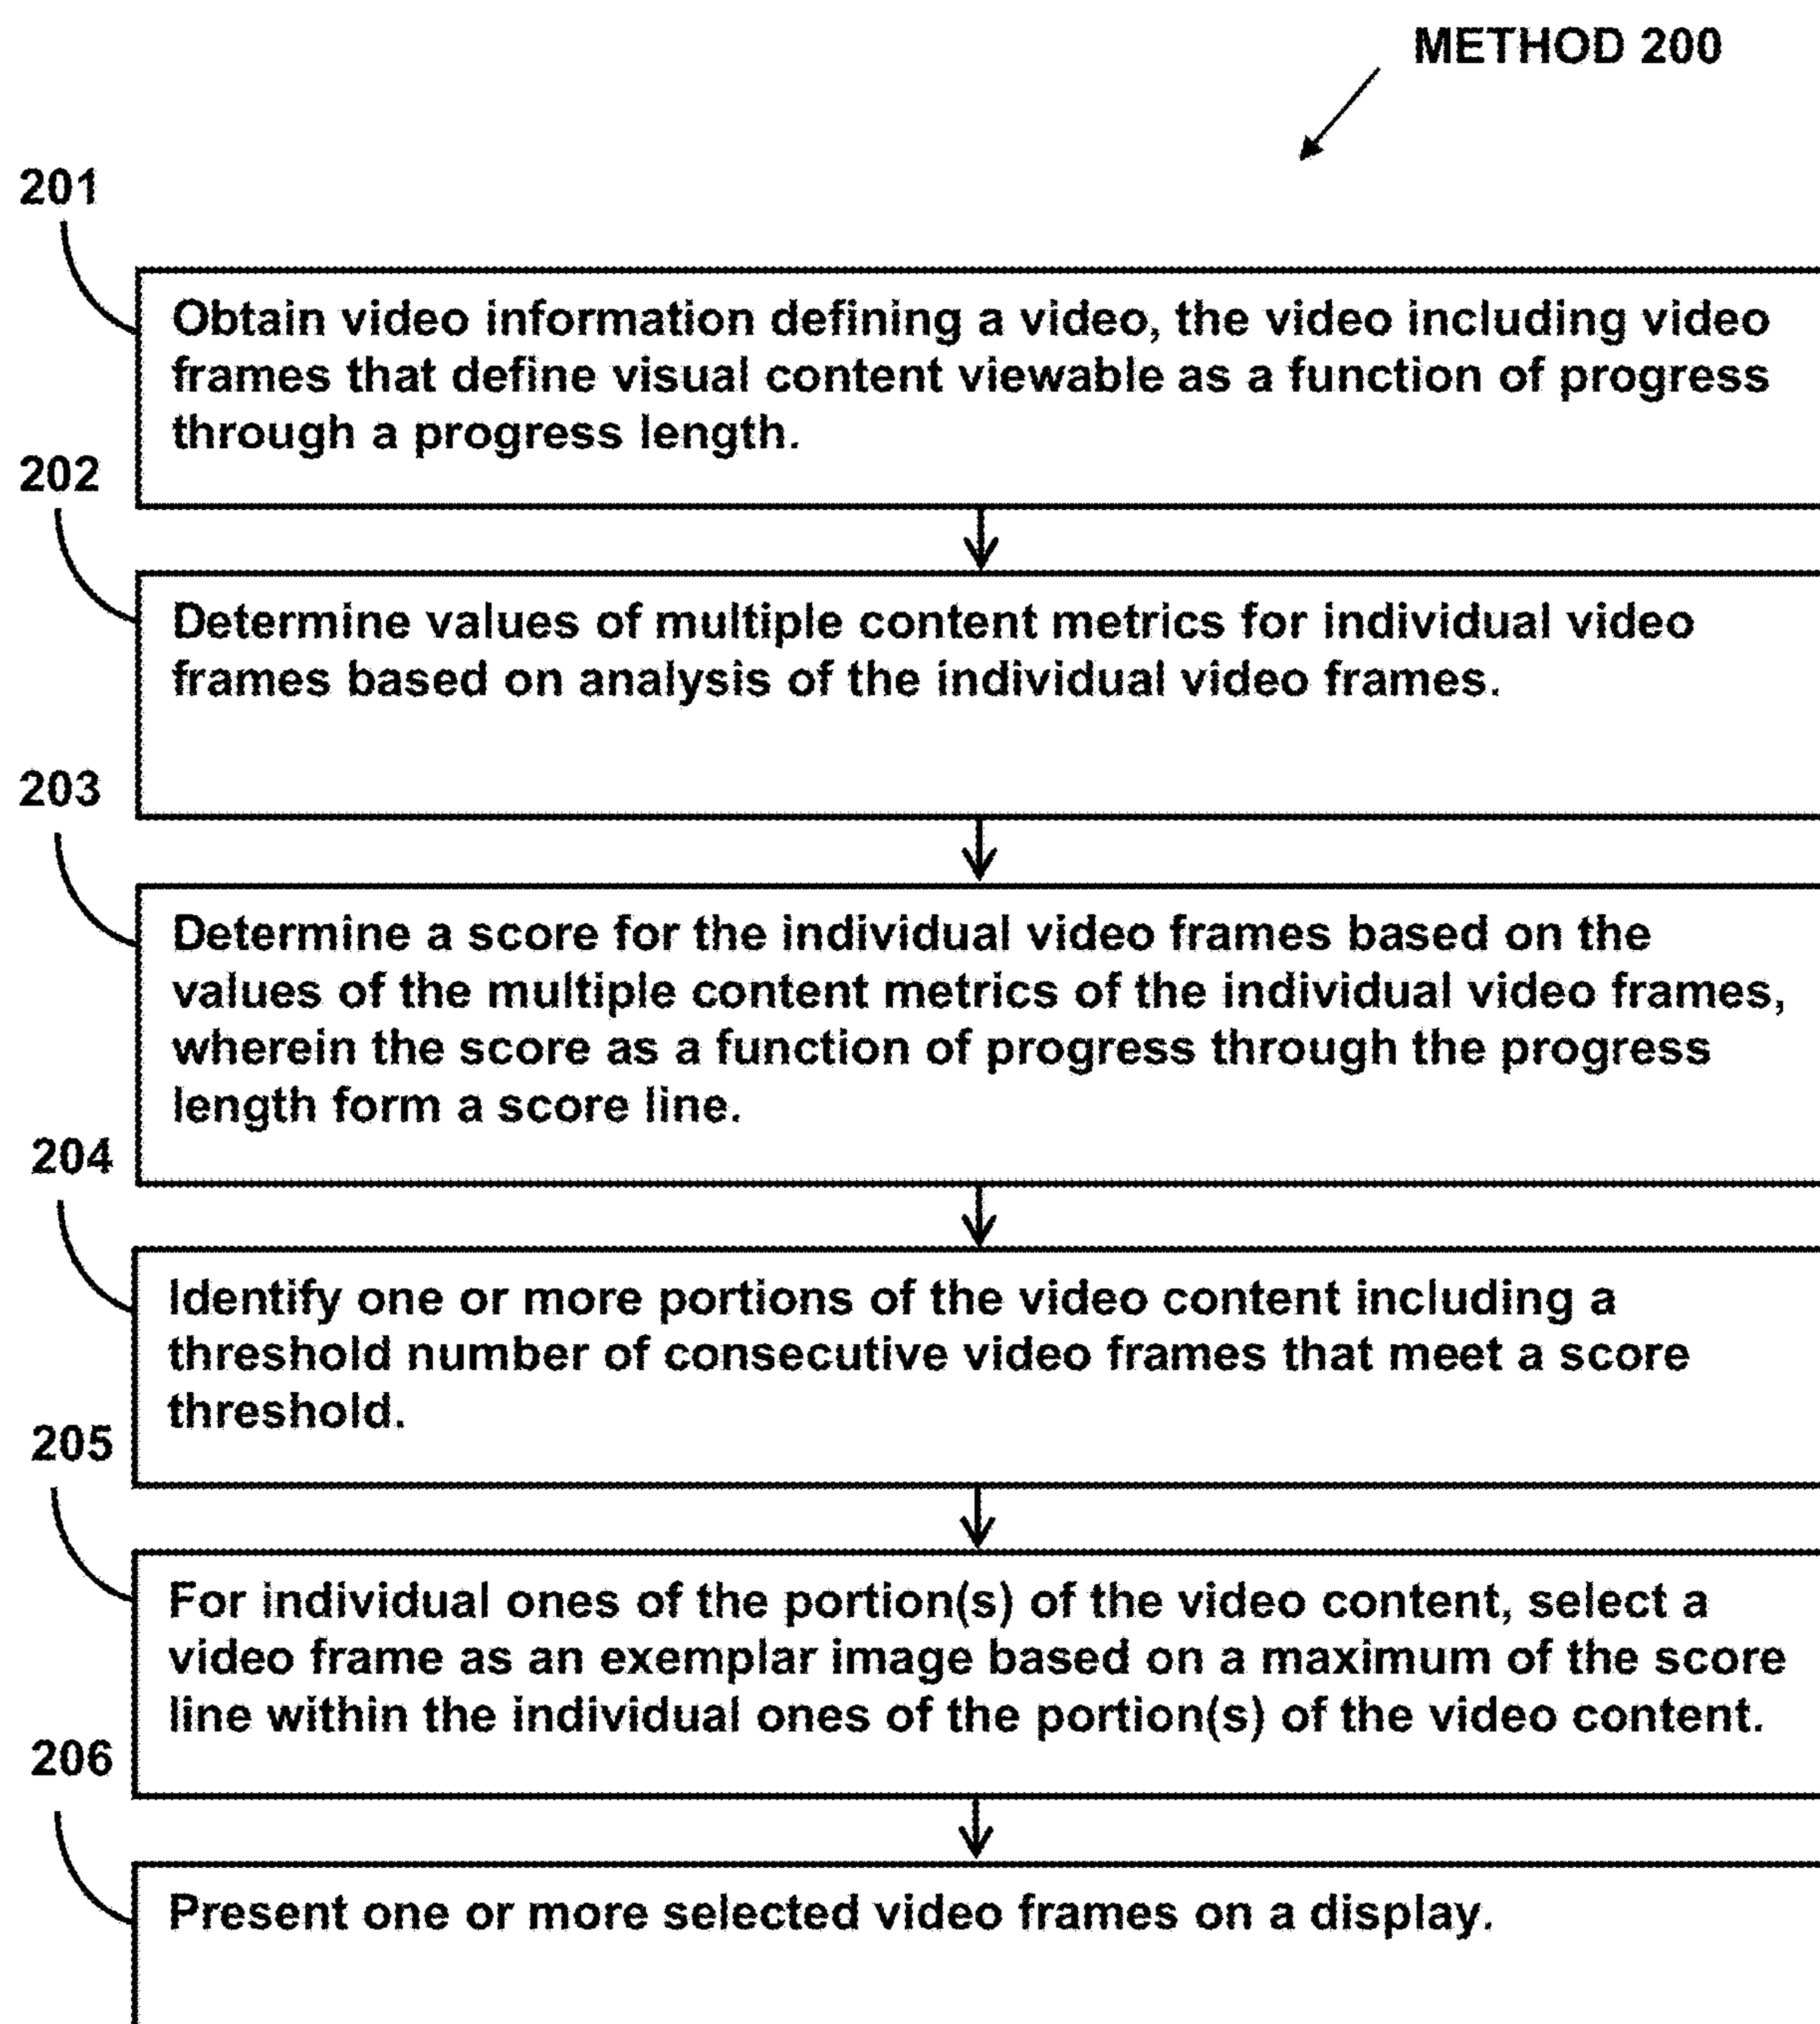 METHOD 200
201
Obtain video information defining a video, the video including video
frames that define visual content viewable as a function of progress
through a progress length.
202
Determine values of multiple content metrics for individual video
frames based on analysis of the individual video frames.
203
Determine a score for the individual video frames based on the
values of the multiple content metrics of the individual video frames,
wherein the score as a function of progress through the progress
length form a score line.
204
Identify one or more portions of the video content including a
threshold number of consecutive video frames that meet a score
threshold.
205
For individual ones of the portion(s) of the video content, select a
video frame as an exemplar image based on a maximum of the score
line within the individual ones of the portion(s) of the video content.
206
Present one or more selected video frames on a display.